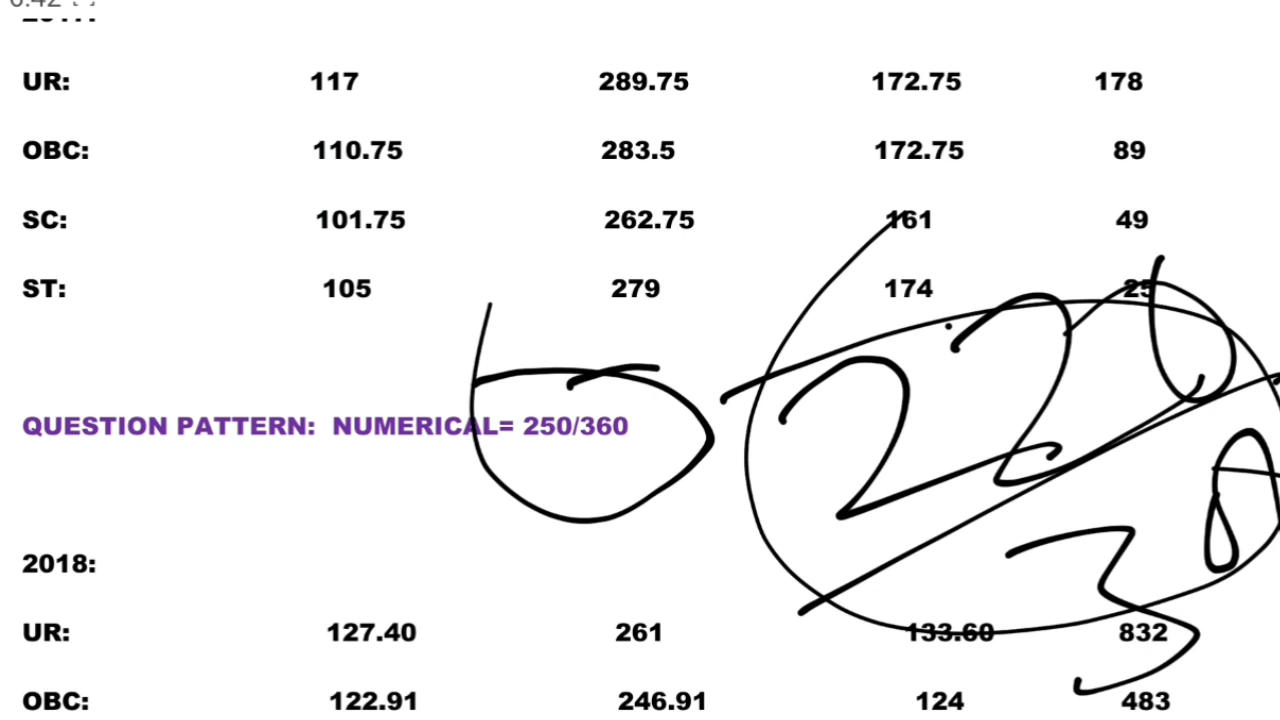 UR: 117 289.75 172.75 178
OBC: 110.75 283.5 172.75 89
SC: 101.75 262.75 161 49
ST: 105 279 174 25
QUESTION PATTERN: NUMERICAL= 250/360
2018:
UR: 127.40 261 133.60 832
OBC: 122.91 246.91 124 483